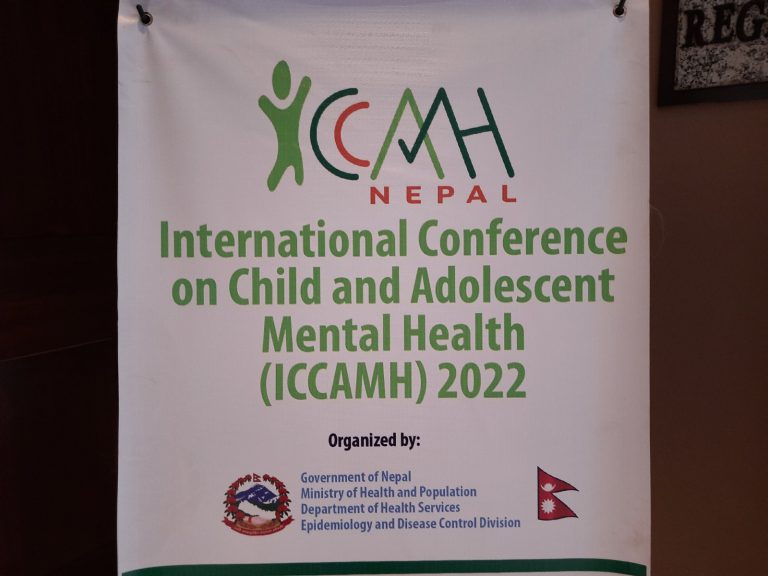 ICCAMH
NEPAL
International Conference
on Child and Adolescent
Mental Health
(ICCAMH) 2022
Organized by:
Government of Nepal
Ministry of Health and Population
Department of Health Services
Epidemiology and Disease Control Division
REG